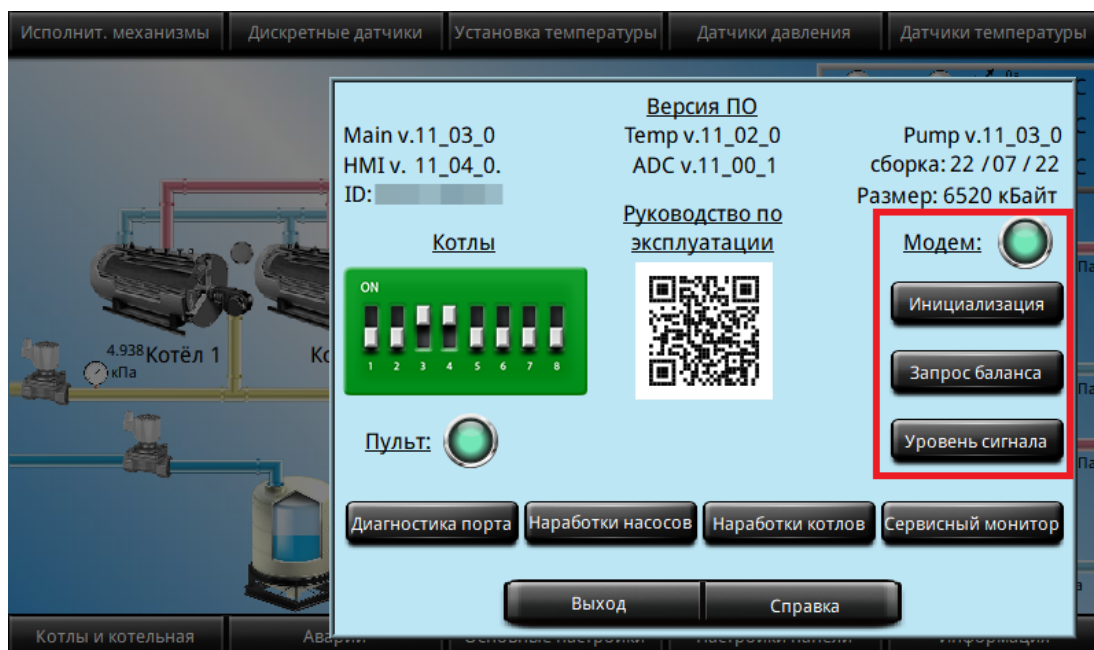 Исполнит. механизмы
Дискретные датчики
Установка температуры
Датчики давления
Датчики температуры
Версия ПО
Main v.11_03_0
Temp v.11_02_0
Pump v.11_03_0
HMI v. 11_04_0.
ADC v.11_00_1
сборка: 22 / 07 / 22
ID:
Размер: 6520 кБайт
Руководство по
эксплуатации
Котлы
Модем:
ON
1 2 3 4 5 6 7 8
Инициализация
Запрос баланса
Уровень сигнала
4.938
кПа
Котёл 1
Пульт:
Диагностика порта
Наработки насосов
Наработки котлов
Сервисный монитор
Выход
Справка
Котлы и котельная